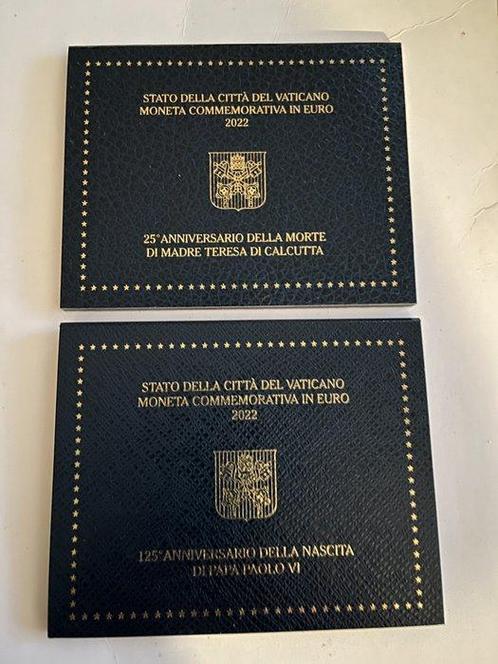 STATO DELLA CITTÀ DEL VATICANO
MONETA COMMEMORATIVA IN EURO
2022
25° ANNIVERSARIO DELLA MORTE
DI MADRE TERESA DI CALCUTTA
STATO DELLA CITTÀ DEL VATICANO
MONETA COMMEMORATIVA IN EURO
2022
125° ANNIVERSARIO DELLA NASCITA
DI PAPA PAOLO VI